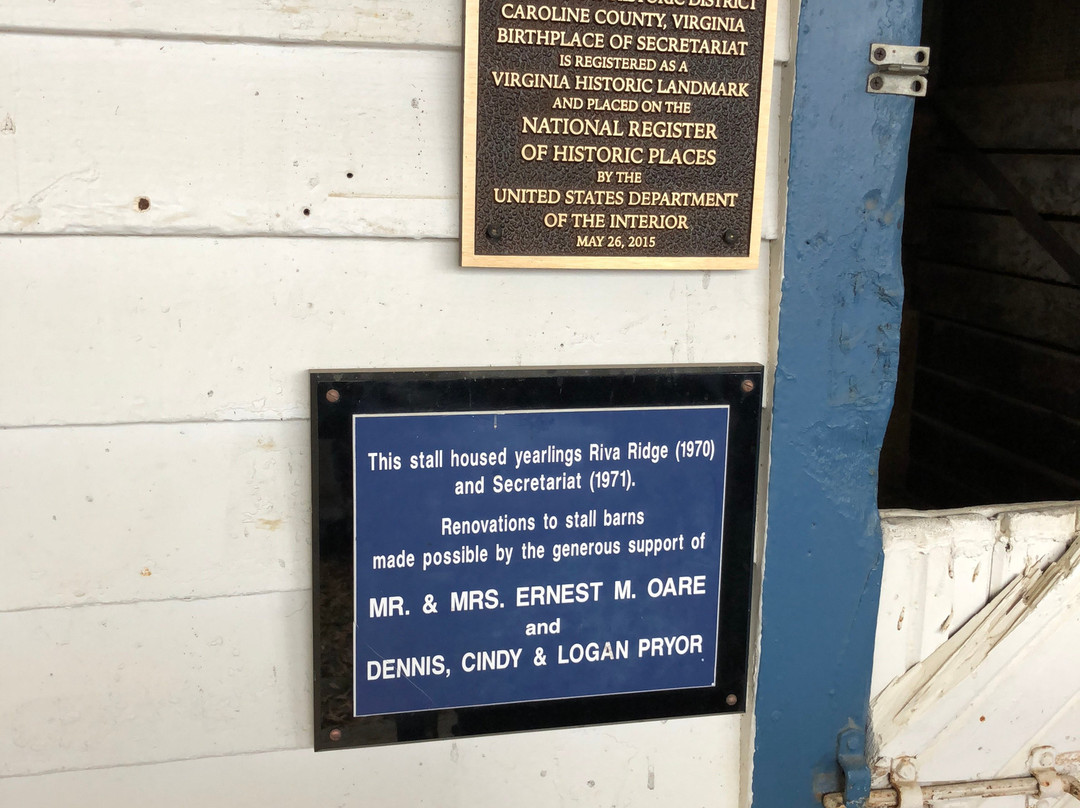 HISTORIC DISTRICT
CAROLINE COUNTY, VIRGINIA
BIRTHPLACE OF SECRETARIAT
IS REGISTERED AS A
VIRGINIA HISTORIC LANDMARK
AND PLACED ON THE
NATIONAL REGISTER
OF HISTORIC PLACES
BY THE
UNITED STATES DEPARTMENT
OF THE INTERIOR
MAY 26, 2015
This stall housed yearlings Riva Ridge (1970)
and Secretariat (1971).
Renovations to stall barns
made possible by the generous support of
MR. & MRS. ERNEST M. OARE
and
DENNIS, CINDY & LOGAN PRYOR